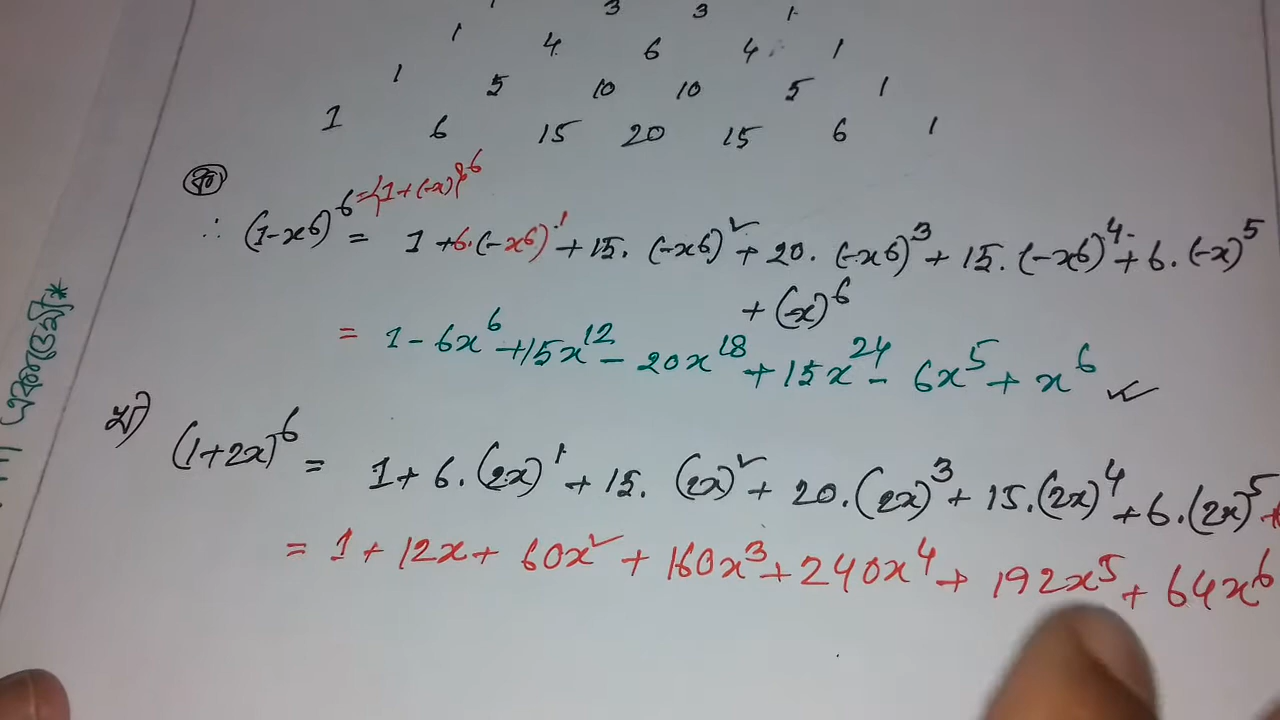 1 3 3 1
1 4 6 4 1
1 5 10 10 5 1
1 6 15 20 15 6 1
ক
∴ (1-x6)^6 = {1+(-x)}^6 = 1 + 6.(-x6)^1 + 15. (-x6)^২ + 20. (-x6)^3 + 15. (-x6)^4 + 6. (-x)^5
+ (-x)^6
= 1 - 6x^6 + 15x^12 - 20x^18 + 15x^24 - 6x^5 + x^6
খ) (1+2x)^6 = 1 + 6.(2x)^1 + 15. (2x)^২ + 20.(2x)^3 + 15.(2x)^4 + 6.(2x)^5 +
= 1 + 12x + 60x^২ + 160x^3 + 240x^4 + 192x^5 + 64x^6